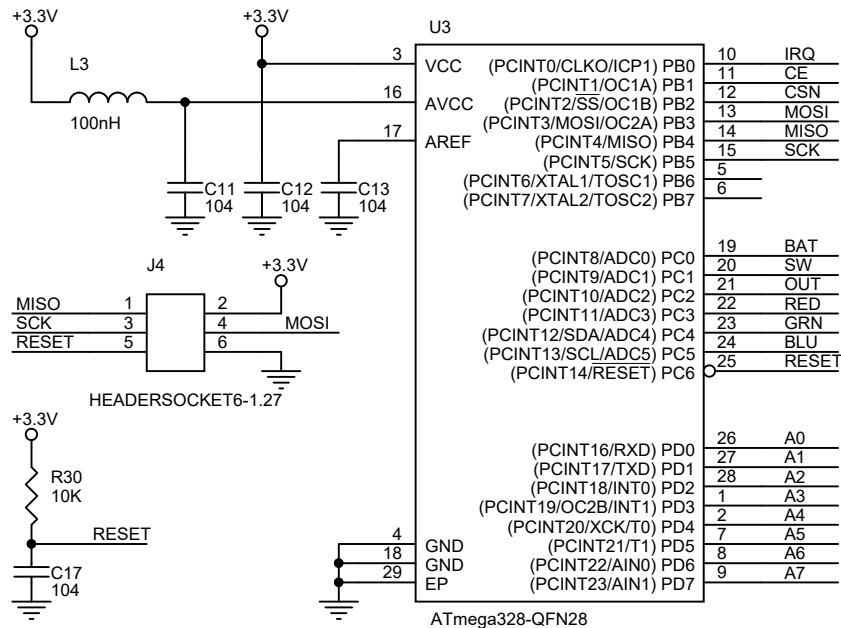 +3.3V
L3
100nH
+3.3V
C11
104
C12
104
C13
104
U3
3 VCC
16 AVCC
17 AREF
(PCINT0/CLKO/ICP1) PB0 10 IRQ
(PCINT1/OC1A) PB1 11 CE
(PCINT2/SS/OC1B) PB2 12 CSN
(PCINT3/MOSI/OC2A) PB3 13 MOSI
(PCINT4/MISO) PB4 14 MISO
(PCINT5/SCK) PB5 15 SCK
(PCINT6/XTAL1/TOSC1) PB6 5
(PCINT7/XTAL2/TOSC2) PB7 6
(PCINT8/ADC0) PC0 19 BAT
(PCINT9/ADC1) PC1 20 SW
(PCINT10/ADC2) PC2 21 OUT
(PCINT11/ADC3) PC3 22 RED
(PCINT12/SDA/ADC4) PC4 23 GRN
(PCINT13/SCL/ADC5) PC5 24 BLU
(PCINT14/RESET) PC6 25 RESET
(PCINT16/RXD) PD0 26 A0
(PCINT17/TXD) PD1 27 A1
(PCINT18/INT0) PD2 28 A2
(PCINT19/OC2B/INT1) PD3 1 A3
(PCINT20/XCK/T0) PD4 2 A4
(PCINT21/T1) PD5 7 A5
(PCINT22/AIN0) PD6 8 A6
(PCINT23/AIN1) PD7 9 A7
4 GND
18 GND
29 EP
ATmega328-QFN28
J4
+3.3V
MISO 1 2
SCK 3 4 MOSI
RESET 5 6
HEADERSOCKET6-1.27
+3.3V
R30
10K
RESET
C17
104